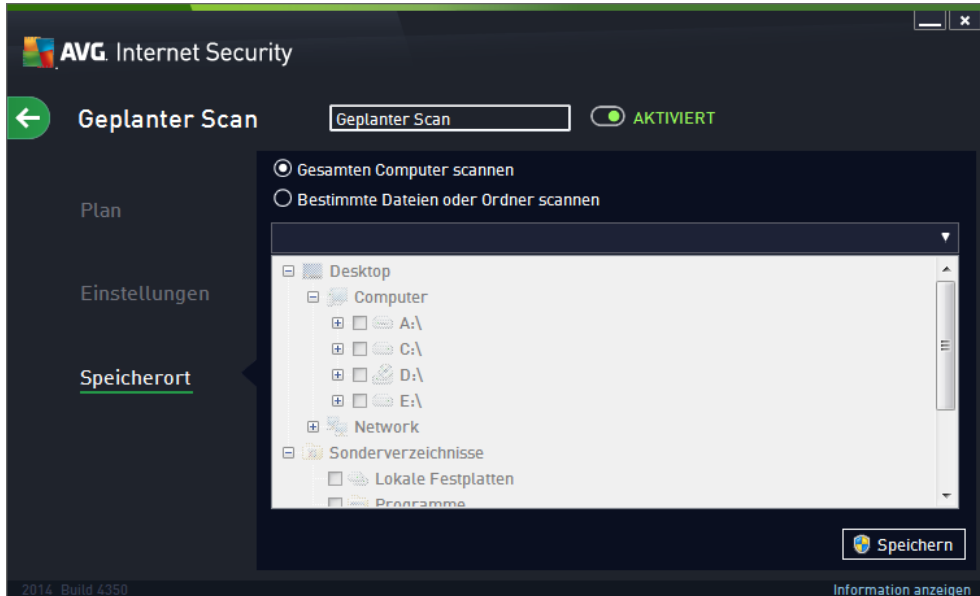 AVG. Internet Security
Geplanter Scan
Geplanter Scan
AKTIVIERT
Plan
Einstellungen
Speicherort
Gesamten Computer scannen
Bestimmte Dateien oder Ordner scannen
Desktop
Computer
A:\
C:\
D:\
E:\
Network
Sonderverzeichnisse
Lokale Festplatten
Programme
Speichern
2014 Build 4350
Information anzeigen